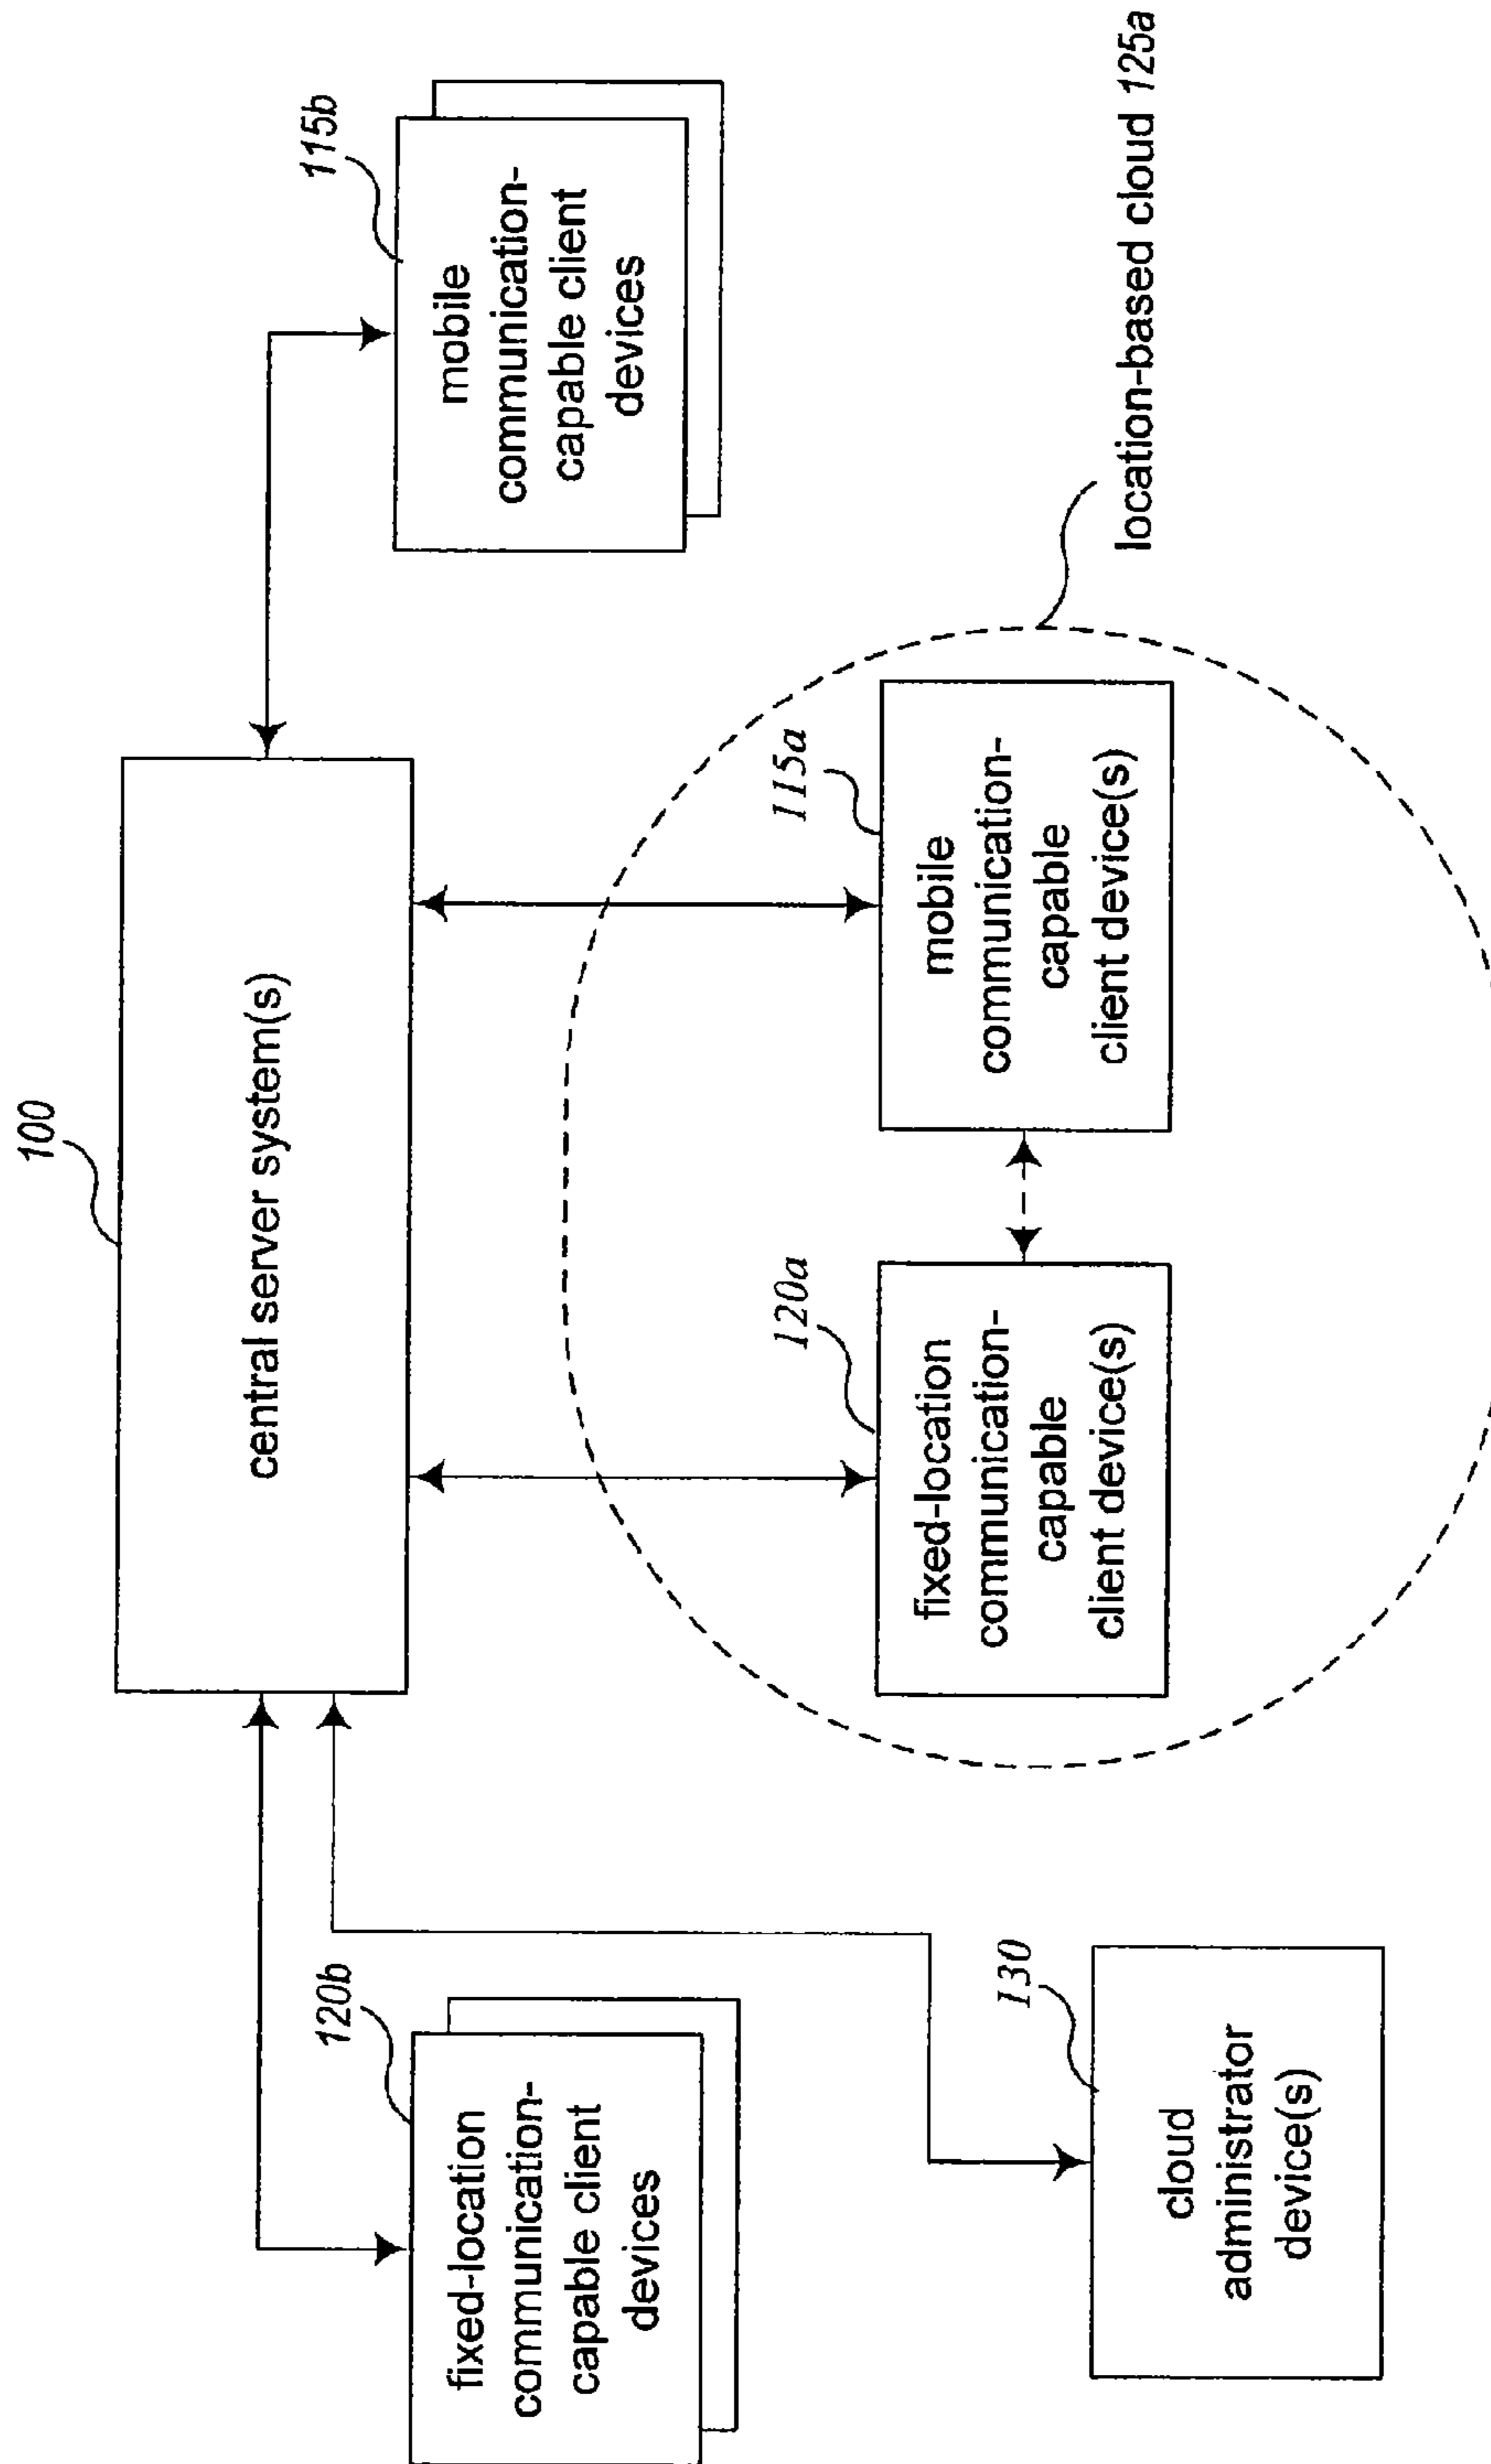 100
central server system(s)
120b
fixed-location
communication-
capable client
devices
115b
mobile
communication-
capable client
devices
120a
fixed-location
communication-
capable
client device(s)
115a
mobile
communication-
capable
client device(s)
130
cloud
administrator
device(s)
location-based cloud 125a